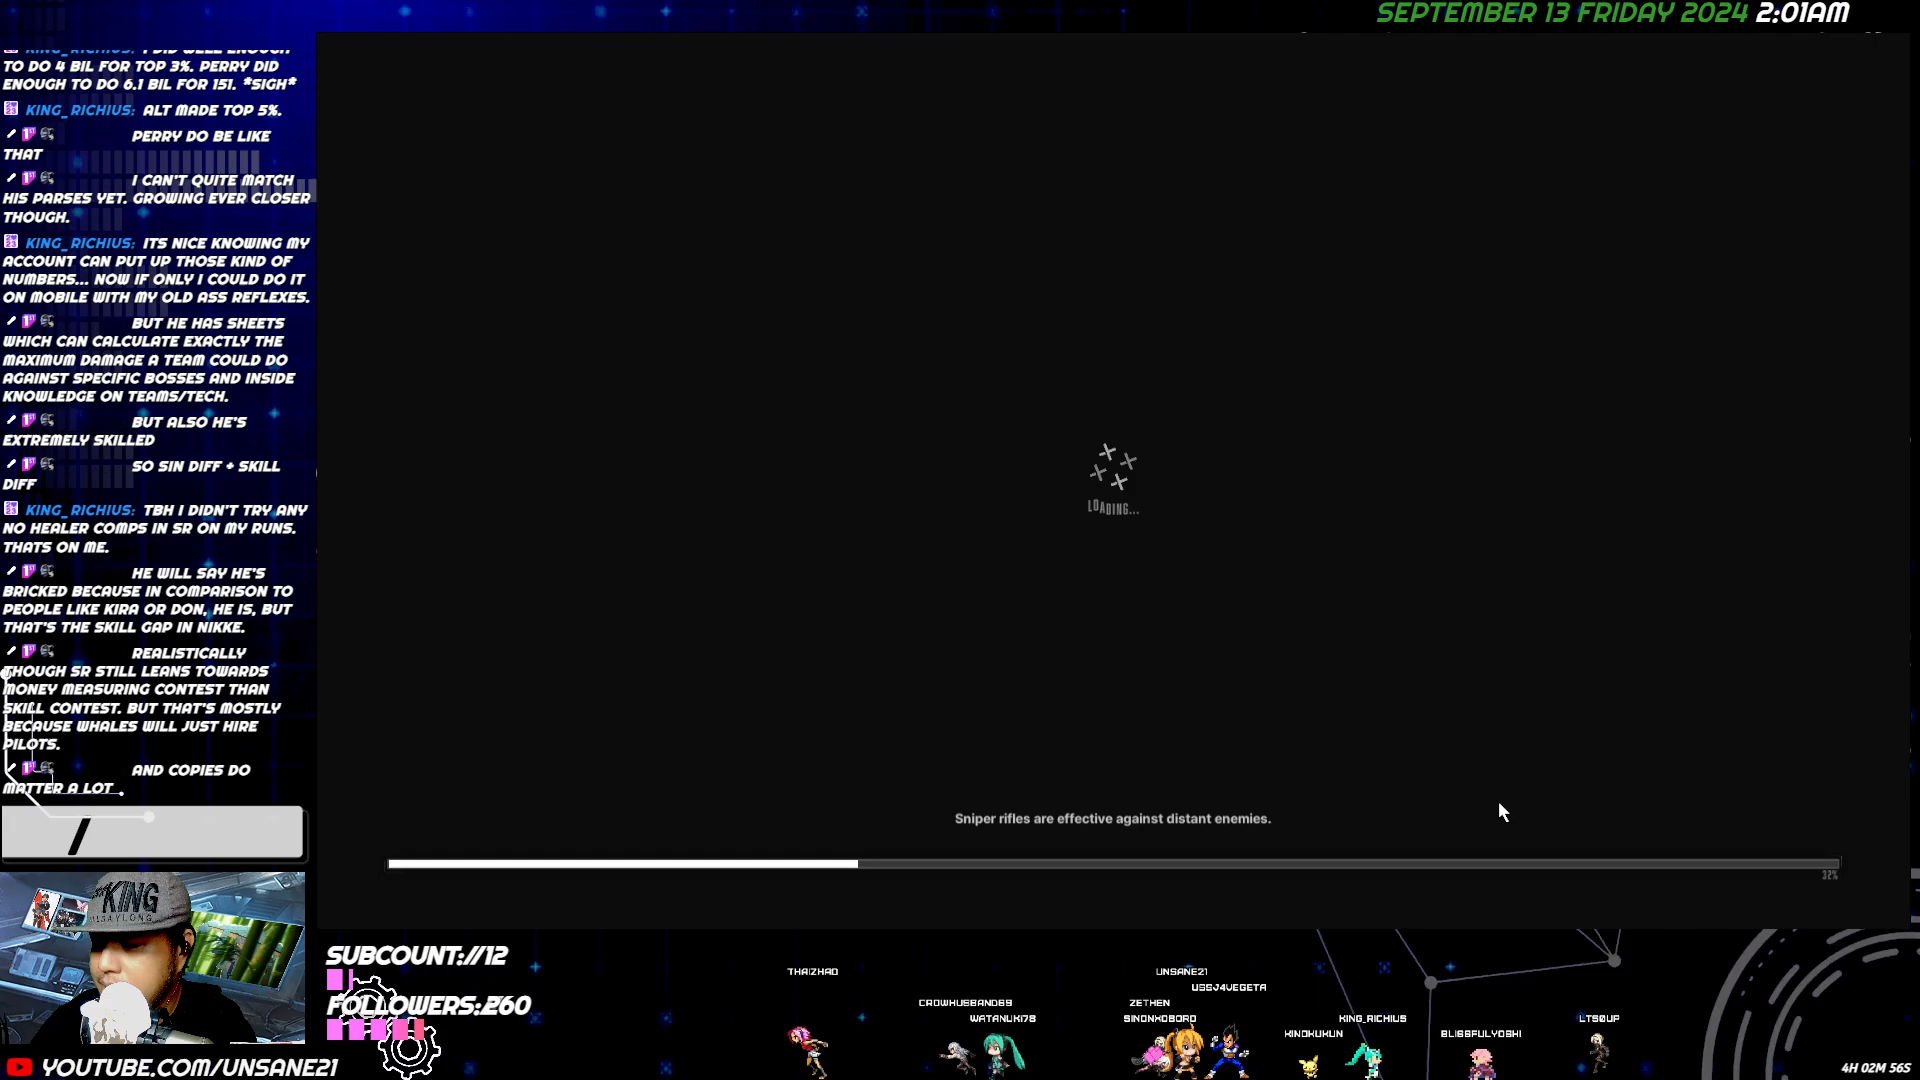 SEPTEMBER 13 FRIDAY 2024 2:01AM
KING_RICHIUS: I DID WELL ENOUGH
TO DO 4 BIL FOR TOP 3%. PERRY DID
ENOUGH TO DO 6.1 BIL FOR 151. *SIGH*
KING_RICHIUS: ALT MADE TOP 5%.
PERRY DO BE LIKE
THAT
I CAN'T QUITE MATCH
HIS PARSES YET. GROWING EVER CLOSER
THOUGH.
KING_RICHIUS: ITS NICE KNOWING MY
ACCOUNT CAN PUT UP THOSE KIND OF
NUMBERS... NOW IF ONLY I COULD DO IT
ON MOBILE WITH MY OLD ASS REFLEXES.
BUT HE HAS SHEETS
WHICH CAN CALCULATE EXACTLY THE
MAXIMUM DAMAGE A TEAM COULD DO
AGAINST SPECIFIC BOSSES AND INSIDE
KNOWLEDGE ON TEAMS/TECH.
BUT ALSO HE'S
EXTREMELY SKILLED
SO SIN DIFF + SKILL
DIFF
KING_RICHIUS: TBH I DIDN'T TRY ANY
NO HEALER COMPS IN SR ON MY RUNS.
THATS ON ME.
HE WILL SAY HE'S
BRICKED BECAUSE IN COMPARISON TO
PEOPLE LIKE KIRA OR DON, HE IS, BUT
THAT'S THE SKILL GAP IN NIKKE.
REALISTICALLY
THOUGH SR STILL LEANS TOWARDS
MONEY MEASURING CONTEST THAN
SKILL CONTEST. BUT THAT'S MOSTLY
BECAUSE WHALES WILL JUST HIRE
PILOTS.
AND COPIES DO
MATTER A LOT
/
LOADING...
Sniper rifles are effective against distant enemies.
32%
KING
SUBCOUNT://12
FOLLOWERS:260
THAIZHAO
CROWHUSBAND69
WATANUKI78
UNSANE21
USSJ4VEGETA
ZETHEN
SINONXOBORO
KINOKUKUN
KING_RICHIUS
BLISSFULYOSHI
LTSOUP
YOUTUBE.COM/UNSANE21
4H 02M 56S